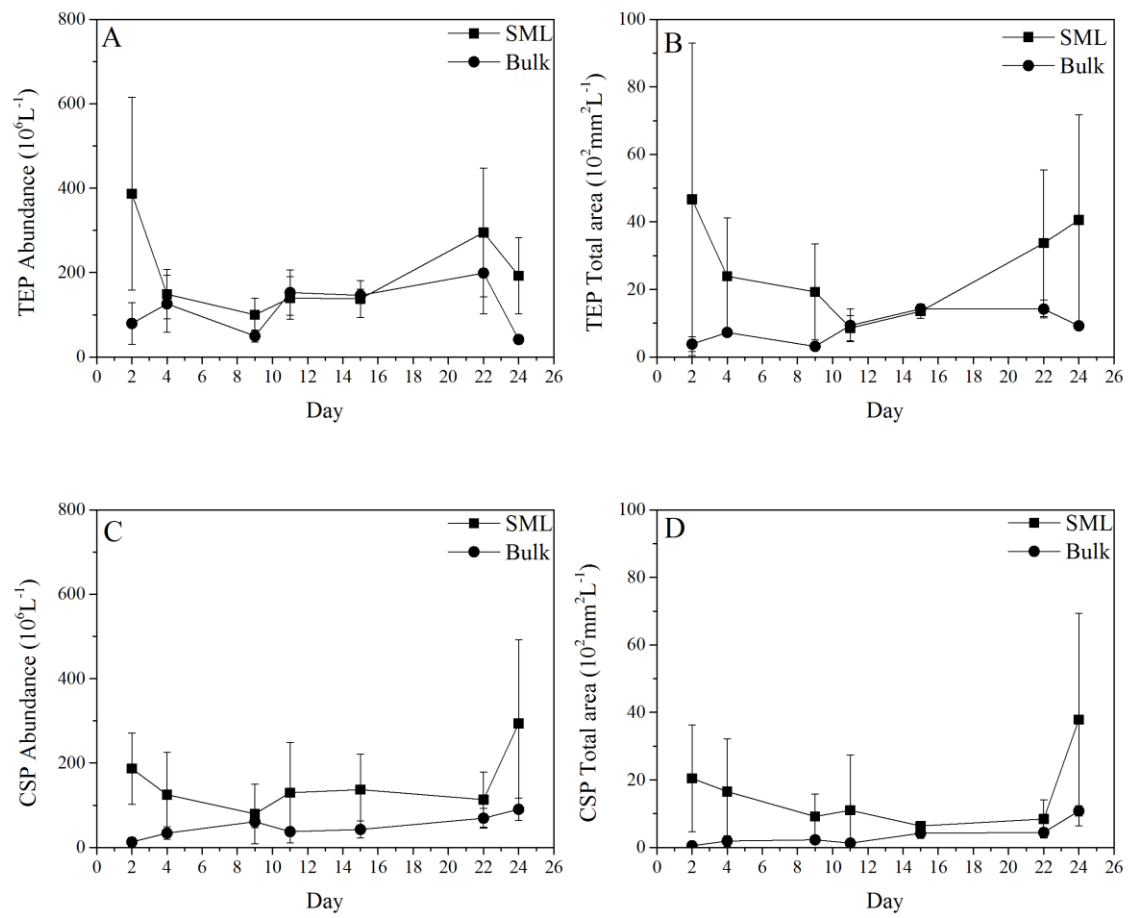 A
SML
Bulk
TEP Abundance (10⁶L⁻¹)
800
600
400
200
0
0 2 4 6 8 10 12 14 16 18 20 22 24 26
Day
B
SML
Bulk
TEP Total area (10²mm²L⁻¹)
100
80
60
40
20
0
0 2 4 6 8 10 12 14 16 18 20 22 24 26
Day
C
SML
Bulk
CSP Abundance (10⁶L⁻¹)
800
600
400
200
0
0 2 4 6 8 10 12 14 16 18 20 22 24 26
Day
D
SML
Bulk
CSP Total area (10²mm²L⁻¹)
100
80
60
40
20
0
0 2 4 6 8 10 12 14 16 18 20 22 24 26
Day